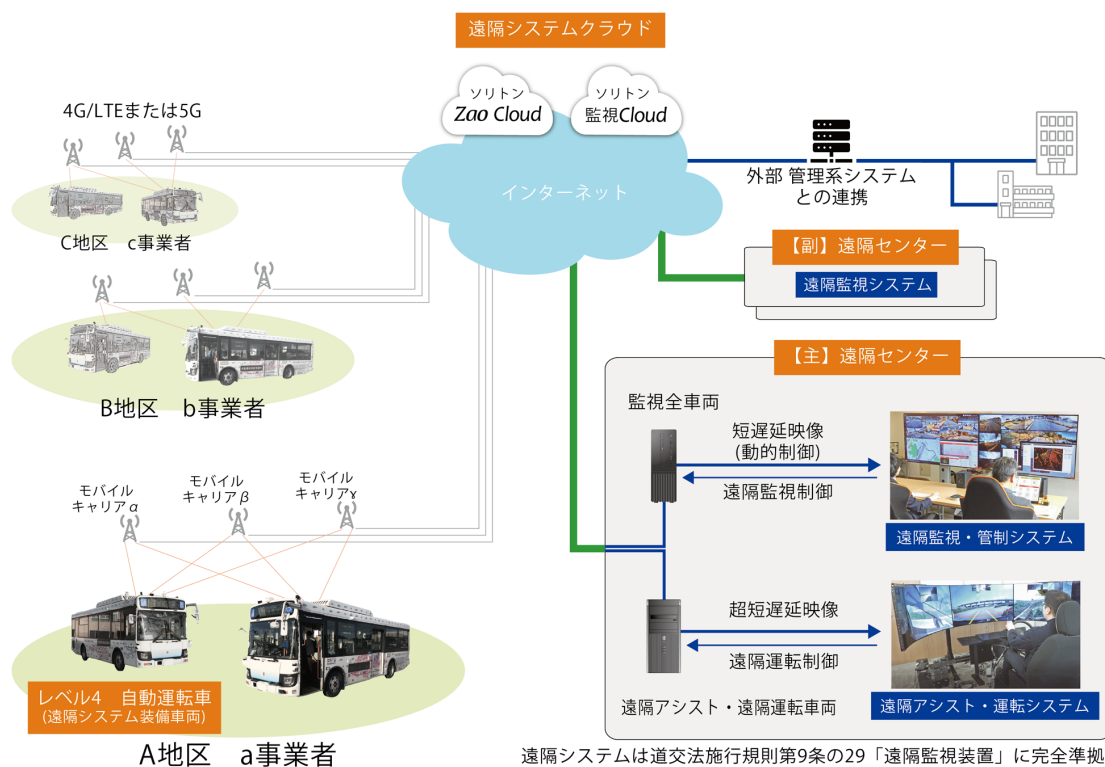 遠隔システムクラウド
ソリトン
Zao Cloud
ソリトン
監視Cloud
4G/LTEまたは5G
インターネット
外部 管理系システム
との連携
C地区 c事業者
【副】遠隔センター
遠隔監視システム
B地区 b事業者
【主】遠隔センター
監視全車両
短遅延映像
(動的制御)
遠隔監視制御
遠隔監視・管制システム
モバイル
キャリアα
モバイル
キャリアβ
モバイル
キャリアɤ
超短遅延映像
遠隔運転制御
遠隔アシスト・遠隔運転車両
遠隔アシスト・運転システム
レベル4 自動運転車
(遠隔システム装備車両)
A地区 a事業者
遠隔システムは道交法施行規則第9条の29「遠隔監視装置」に完全準拠